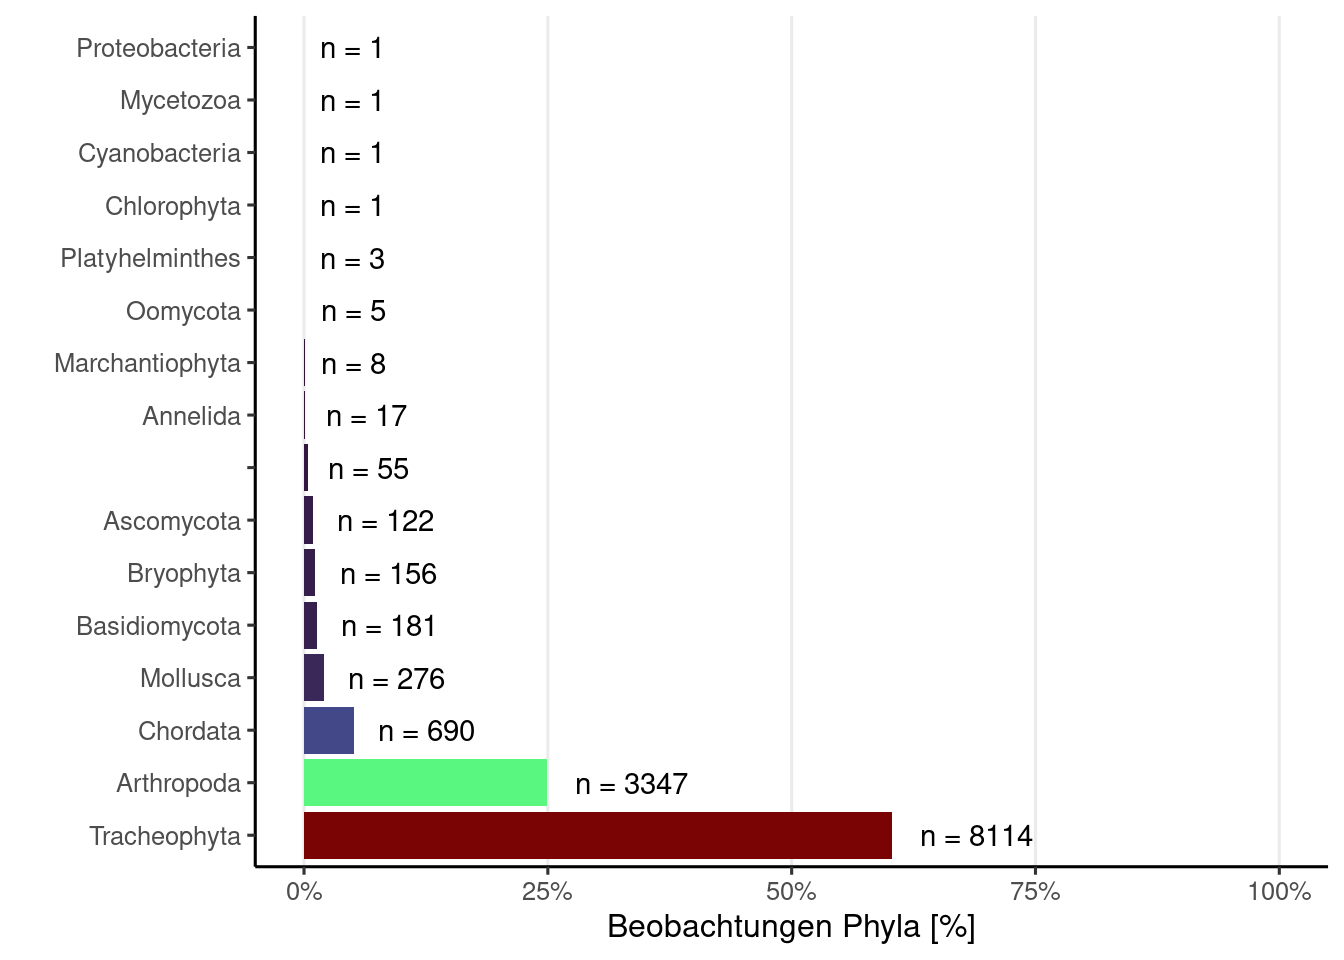 Proteobacteria n = 1
Mycetozoa n = 1
Cyanobacteria n = 1
Chlorophyta n = 1
Platyhelminthes n = 3
Oomycota n = 5
Marchantiophyta n = 8
Annelida n = 17
n = 55
Ascomycota n = 122
Bryophyta n = 156
Basidiomycota n = 181
Mollusca n = 276
Chordata n = 690
Arthropoda n = 3347
Tracheophyta n = 8114
0% 25% 50% 75% 100%
Beobachtungen Phyla [%]